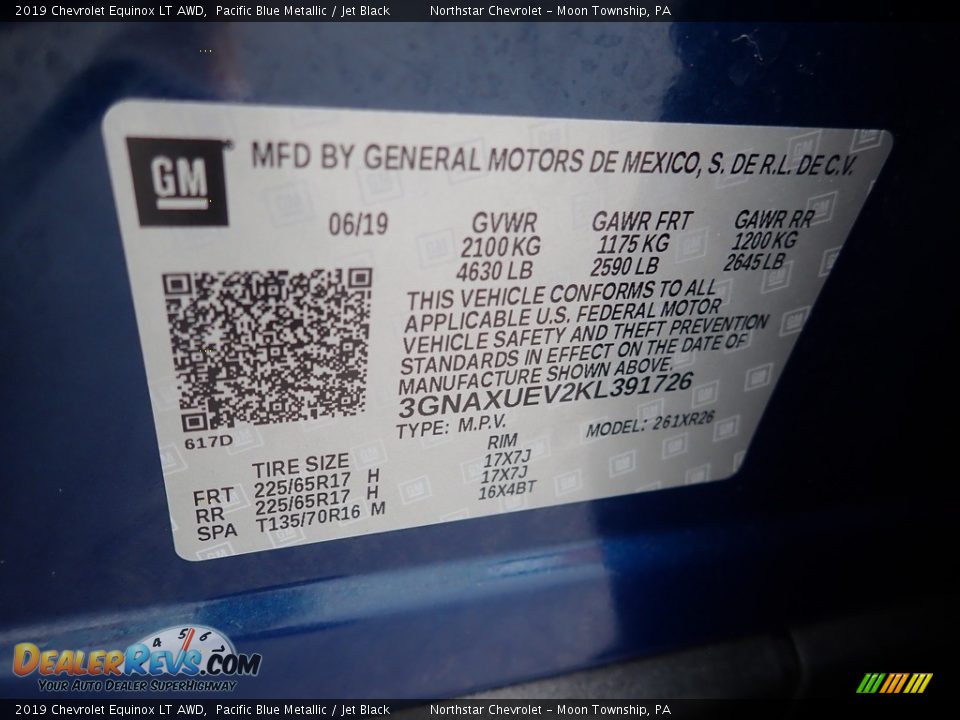 2019 Chevrolet Equinox LT AWD, Pacific Blue Metallic / Jet Black Northstar Chevrolet - Moon Township, PA
GM MFD BY GENERAL MOTORS DE MEXICO, S. DE R.L. DE C.V.
06/19 GVWR GAWR FRT GAWR RR
2100 KG 1175 KG 1200 KG
4630 LB 2590 LB 2645 LB
THIS VEHICLE CONFORMS TO ALL
APPLICABLE U.S. FEDERAL MOTOR
VEHICLE SAFETY AND THEFT PREVENTION
STANDARDS IN EFFECT ON THE DATE OF
MANUFACTURE SHOWN ABOVE.
3GNAXUEV2KL391726
617D TYPE: M.P.V. MODEL: 261XR26
TIRE SIZE RIM
FRT 225/65R17 H 17X7J
RR 225/65R17 H 17X7J
SPA T135/70R16 M 16X4BT
4 5 6
DEALERREVS.COM
YOUR AUTO DEALER SUPERHIGHWAY
2019 Chevrolet Equinox LT AWD, Pacific Blue Metallic / Jet Black Northstar Chevrolet - Moon Township, PA